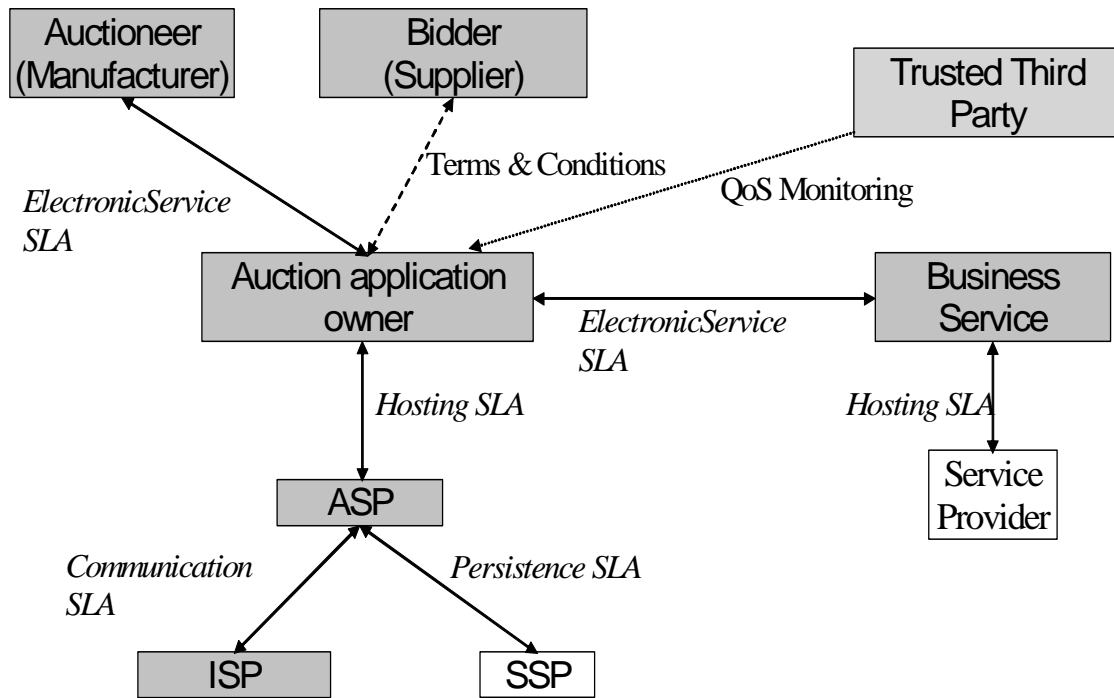 Auctioneer
(Manufacturer)
Bidder
(Supplier)
Trusted Third
Party
Terms & Conditions
QoS Monitoring
ElectronicService
SLA
Auction application
owner
Business
Service
ElectronicService
SLA
Hosting SLA
Hosting SLA
Service
Provider
ASP
Communication
SLA
Persistence SLA
ISP
SSP